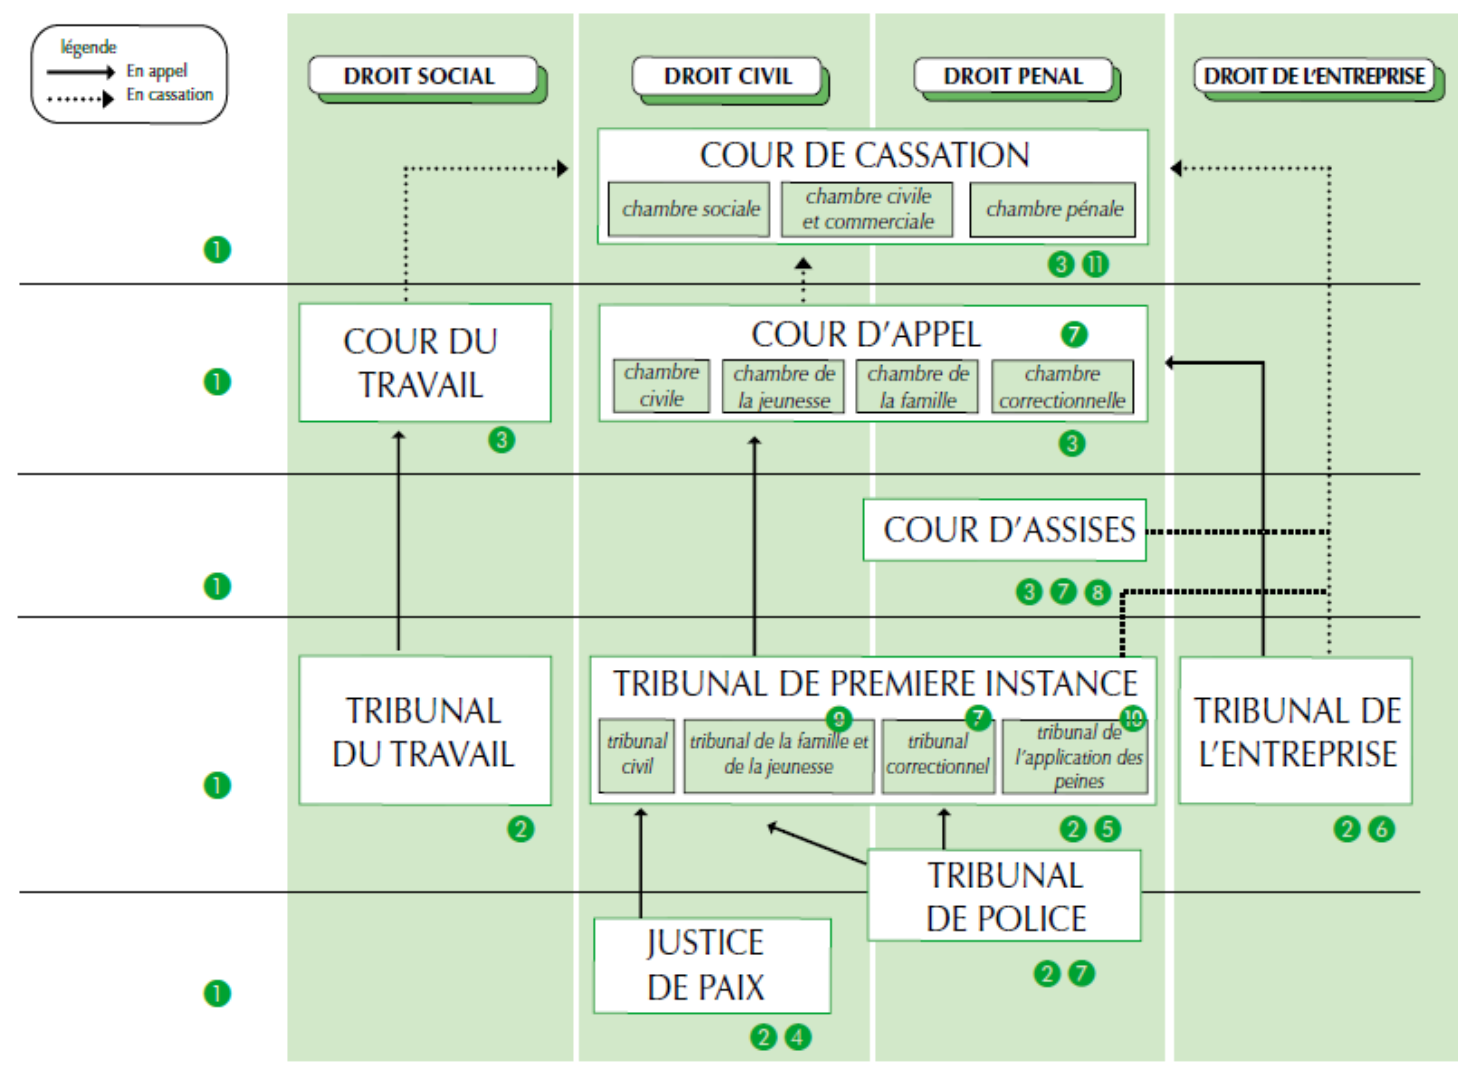 légende
En appel
En cassation
DROIT SOCIAL
DROIT CIVIL
DROIT PENAL
DROIT DE L'ENTREPRISE
COUR DE CASSATION
chambre sociale
chambre civile
et commerciale
chambre pénale
1
3 11
COUR DU
TRAVAIL
3
COUR D'APPEL
7
chambre
civile
chambre de
la jeunesse
chambre de
la famille
chambre
correctionnelle
1
3
COUR D'ASSISES
1
3 7 8
TRIBUNAL
DU TRAVAIL
2
TRIBUNAL DE PREMIERE INSTANCE
9
7
10
tribunal
civil
tribunal de la famille et
de la jeunesse
tribunal
correctionnel
tribunal de
l'application des
peines
TRIBUNAL DE
L'ENTREPRISE
1
2 5
2 6
TRIBUNAL
DE POLICE
2 7
JUSTICE
DE PAIX
1
2 4